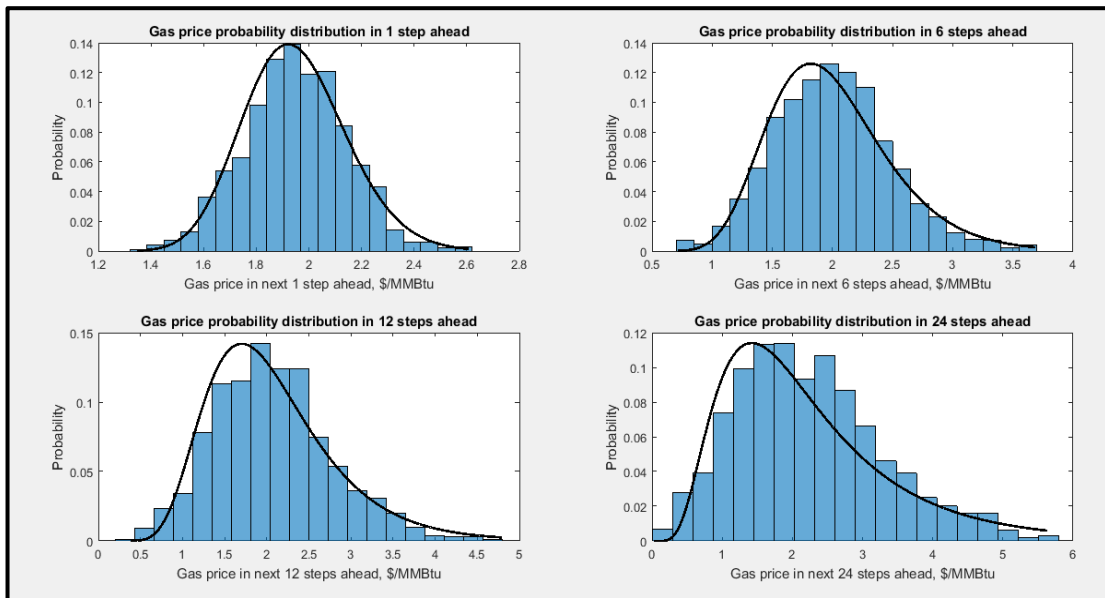 Gas price probability distribution in 1 step ahead
0.14
0.12
0.1
0.08
0.06
0.04
0.02
0
Probability
1.2 1.4 1.6 1.8 2 2.2 2.4 2.6 2.8
Gas price in next 1 step ahead, $/MMBtu
Gas price probability distribution in 6 steps ahead
0.14
0.12
0.1
0.08
0.06
0.04
0.02
0
Probability
0.5 1 1.5 2 2.5 3 3.5 4
Gas price in next 6 steps ahead, $/MMBtu
Gas price probability distribution in 12 steps ahead
0.15
0.1
0.05
0
Probability
0 0.5 1 1.5 2 2.5 3 3.5 4 4.5 5
Gas price in next 12 steps ahead, $/MMBtu
Gas price probability distribution in 24 steps ahead
0.12
0.1
0.08
0.06
0.04
0.02
0
Probability
0 1 2 3 4 5 6
Gas price in next 24 steps ahead, $/MMBtu